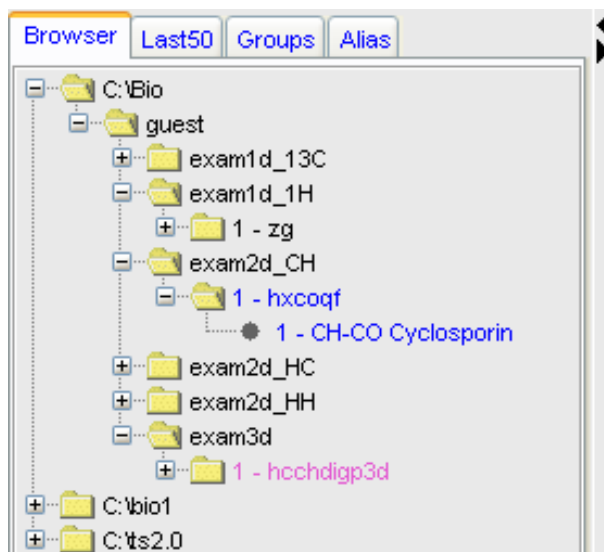 Browser Last50 Groups Alias
C:\Bio
guest
exam1d_13C
exam1d_1H
1 - zg
exam2d_CH
1 - hxcoqf
1 - CH-CO Cyclosporin
exam2d_HC
exam2d_HH
exam3d
1 - hcchdigp3d
C:\bio1
C:\ts2.0